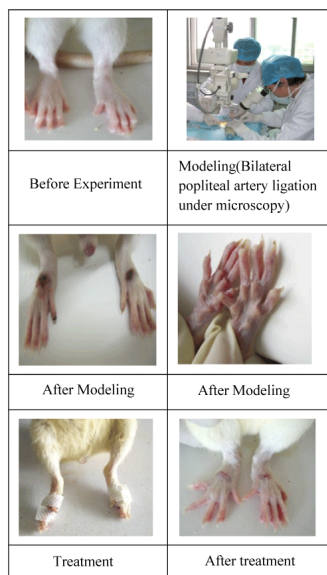 Before Experiment
Modeling(Bilateral
popliteal artery ligation
under microscopy)
After Modeling
After Modeling
Treatment
After treatment